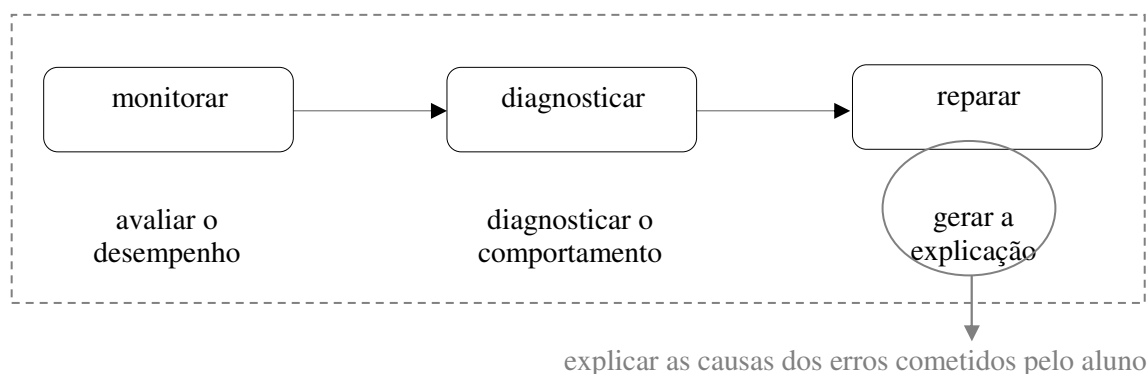 monitorar
diagnosticar
reparar
avaliar o
desempenho
diagnosticar o
comportamento
gerar a
explicação
explicar as causas dos erros cometidos pelo aluno